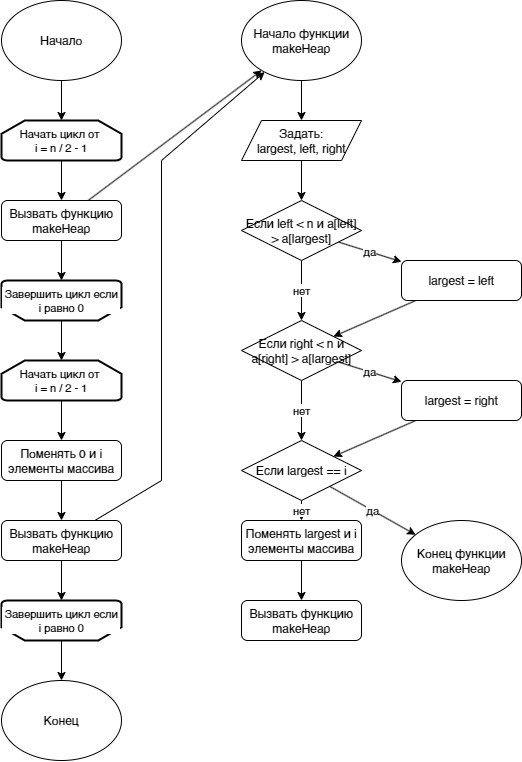 Начало
Начать цикл от
i = n / 2 - 1
Вызвать функцию
makeHeap
Завершить цикл если
i равно 0
Начать цикл от
i = n / 2 - 1
Поменять 0 и i
элементы массива
Вызвать функцию
makeHeap
Завершить цикл если
i равно 0
Конец
Начало функции
makeHeap
Задать:
largest, left, right
Если left < n и a[left]
> a[largest]
да
largest = left
нет
Если right < n и
a[right] > a[largest]
да
largest = right
нет
Если largest == i
нет
да
Поменять largest и i
элементы массива
Конец функции
makeHeap
Вызвать функцию
makeHeap